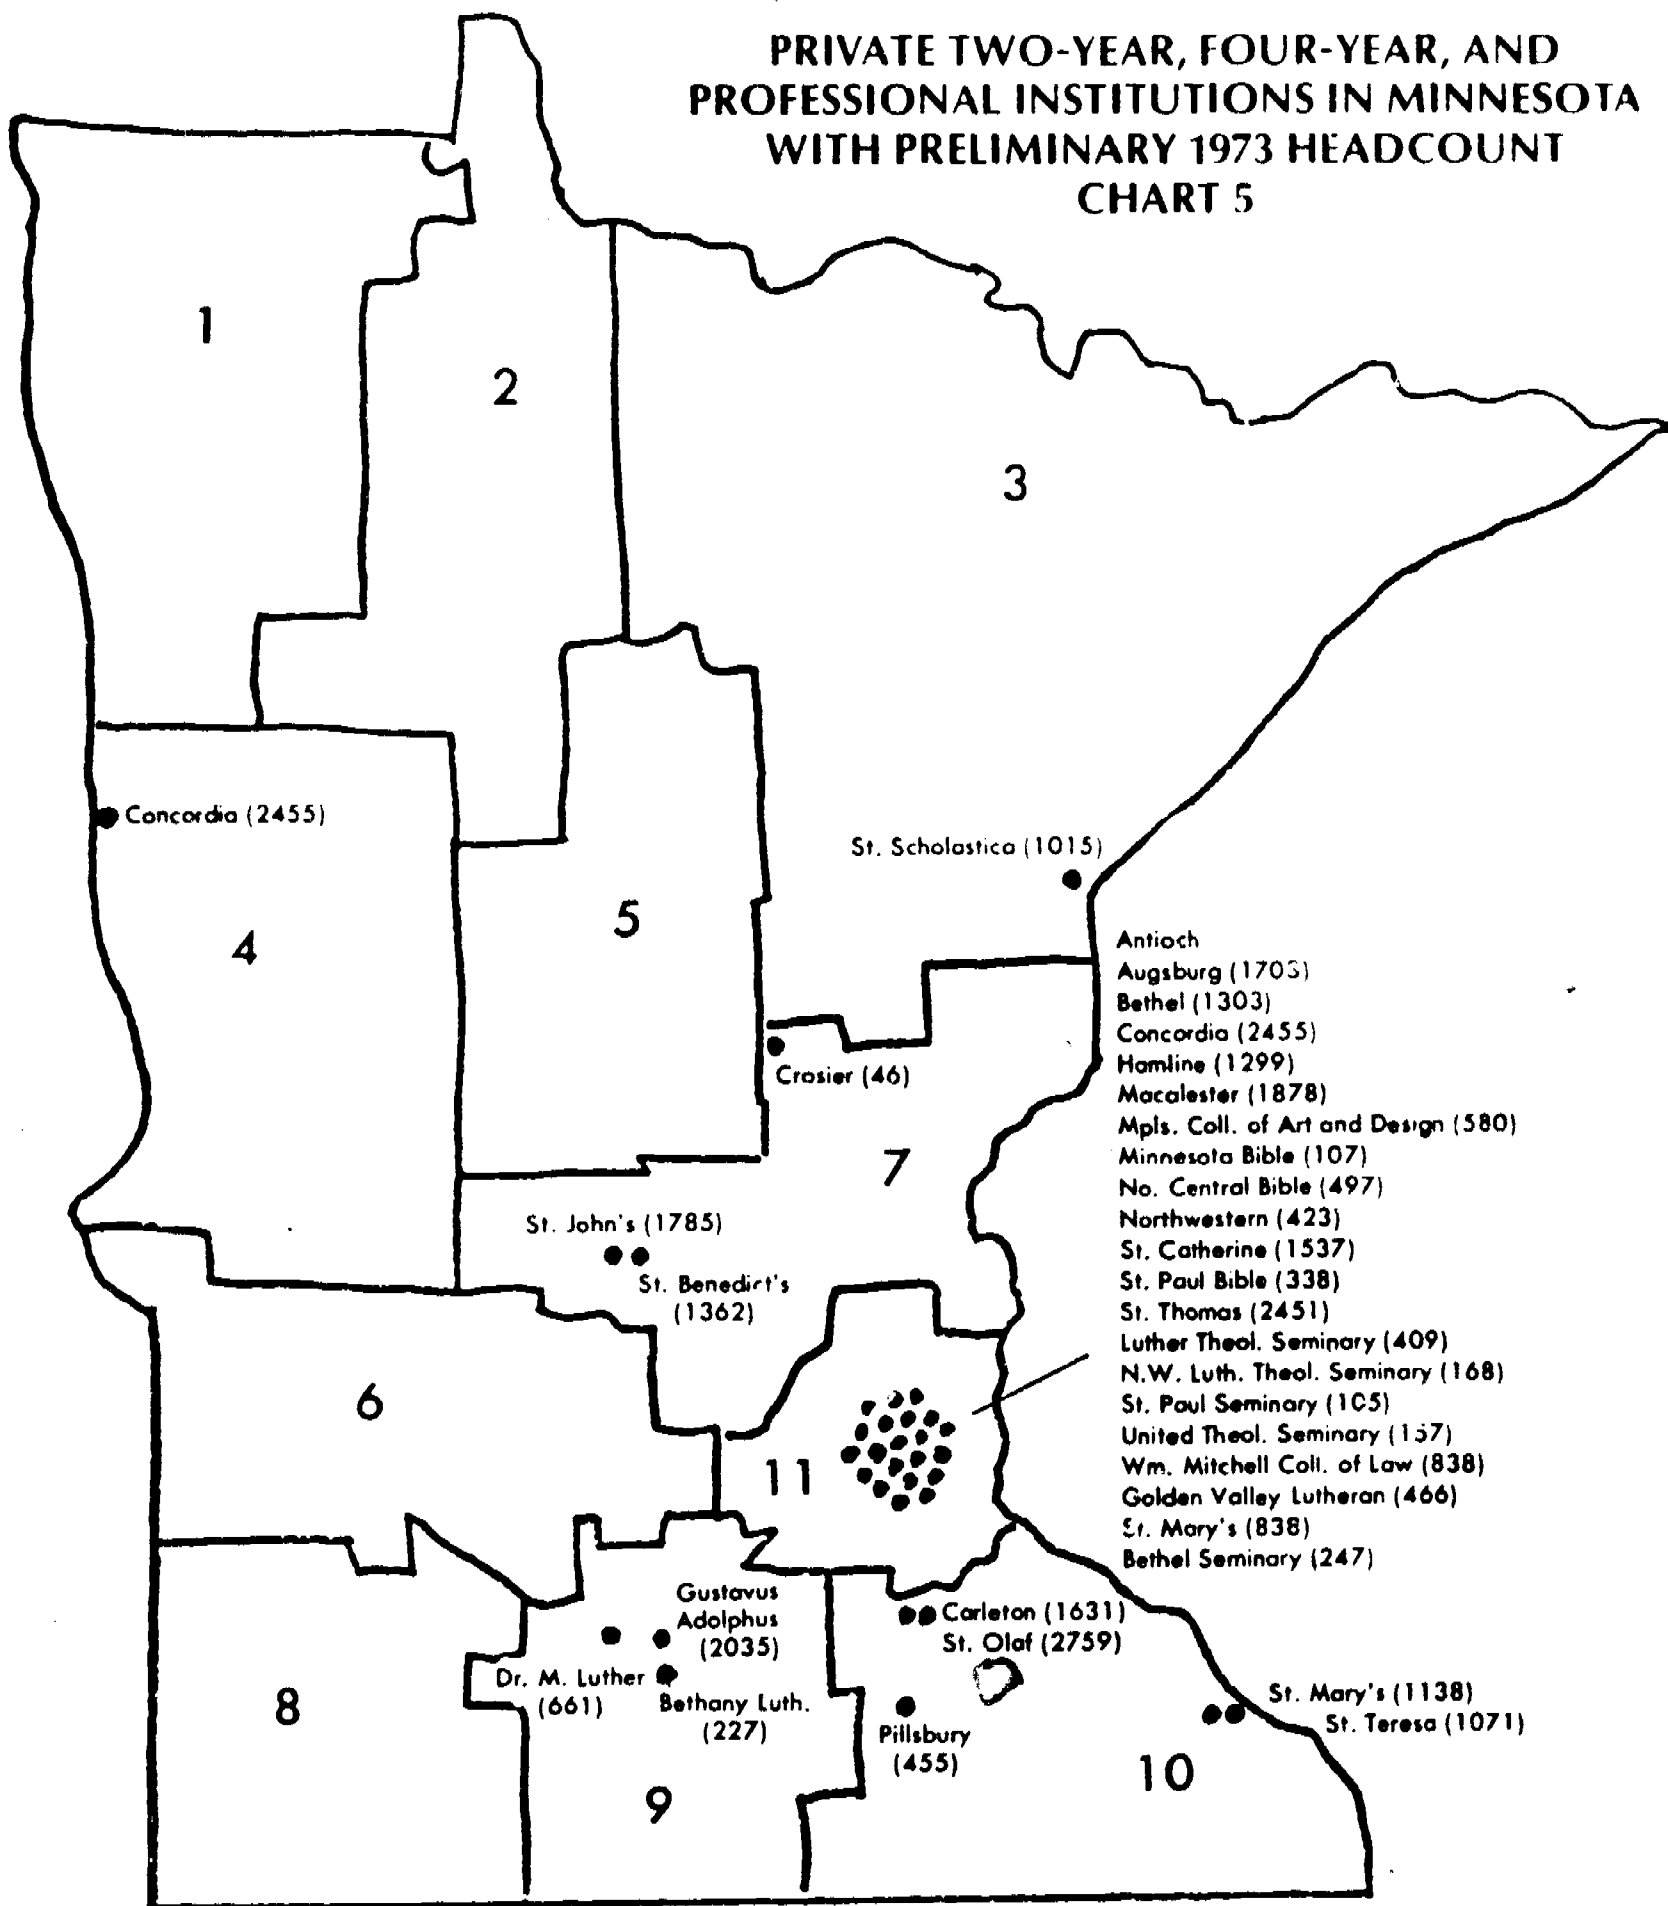 PRIVATE TWO-YEAR, FOUR-YEAR, AND
PROFESSIONAL INSTITUTIONS IN MINNESOTA
WITH PRELIMINARY 1973 HEADCOUNT
CHART 5
1
2
3
Concordia (2455)
St. Scholastica (1015)
4
5
Antioch
Augsburg (1703)
Bethel (1303)
Concordia (2455)
Hamline (1299)
Macalester (1878)
Mpls. Coll. of Art and Design (580)
Minnesota Bible (107)
No. Central Bible (497)
Northwestern (423)
St. Catherine (1537)
St. Paul Bible (338)
St. Thomas (2451)
Luther Theol. Seminary (409)
N.W. Luth. Theol. Seminary (168)
St. Paul Seminary (105)
United Theol. Seminary (157)
Wm. Mitchell Coll. of Law (838)
Golden Valley Lutheran (466)
St. Mary's (838)
Bethel Seminary (247)
Crosier (46)
7
St. John's (1785)
St. Benedict's
(1362)
6
11
Gustavus
Adolphus
(2035)
Dr. M. Luther
(661)
Bethany Luth.
(227)
Carleton (1631)
St. Olaf (2759)
Pillsbury
(455)
St. Mary's (1138)
St. Teresa (1071)
8
9
10